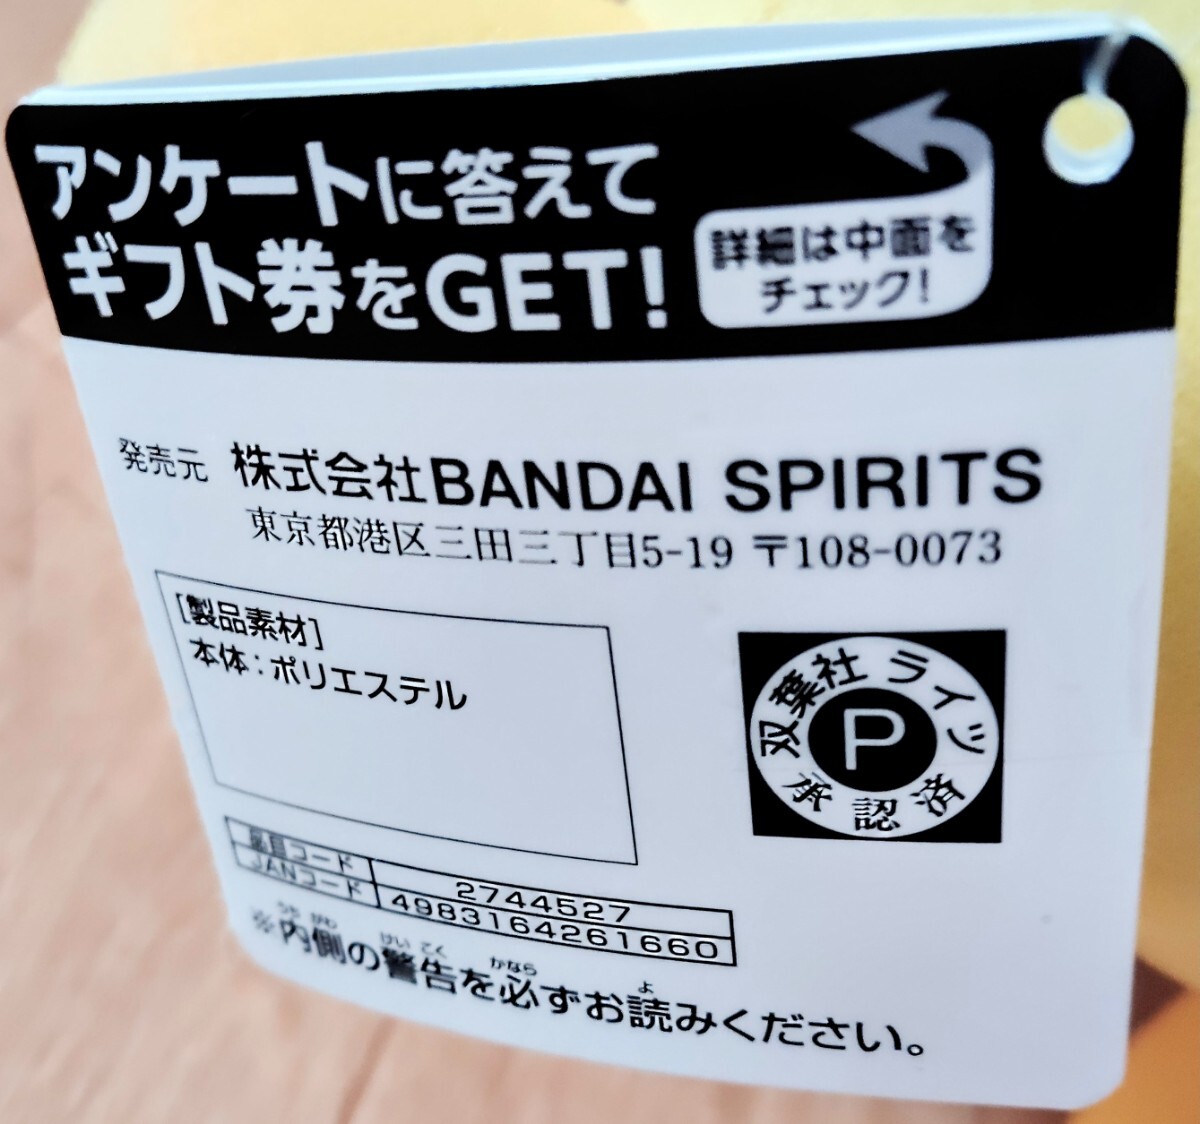 アンケートに答えて
ギフト券をGET!
詳細は中面を
チェック!
発売元 株式会社BANDAI SPIRITS
東京都港区三田三丁目5-19 〒108-0073
[製品素材]
本体：ポリエステル
双葉社 ライツ
P
承認済
品目コード 2744527
JANコード 4983164261660
※内側の警告を必ずお読みください。